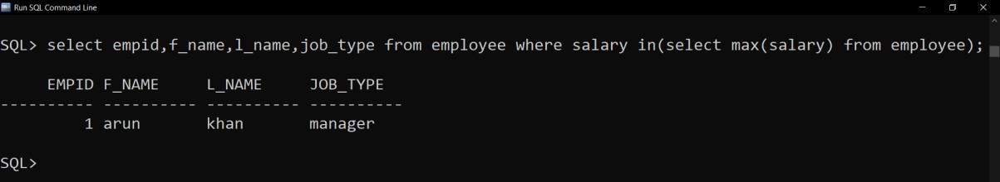 Run SQL Command Line
SQL> select empid,f_name,l_name,job_type from employee where salary in(select max(salary) from employee);
EMPID F_NAME L_NAME JOB_TYPE
---------- ---------- ---------- ----------
1 arun khan manager
SQL>